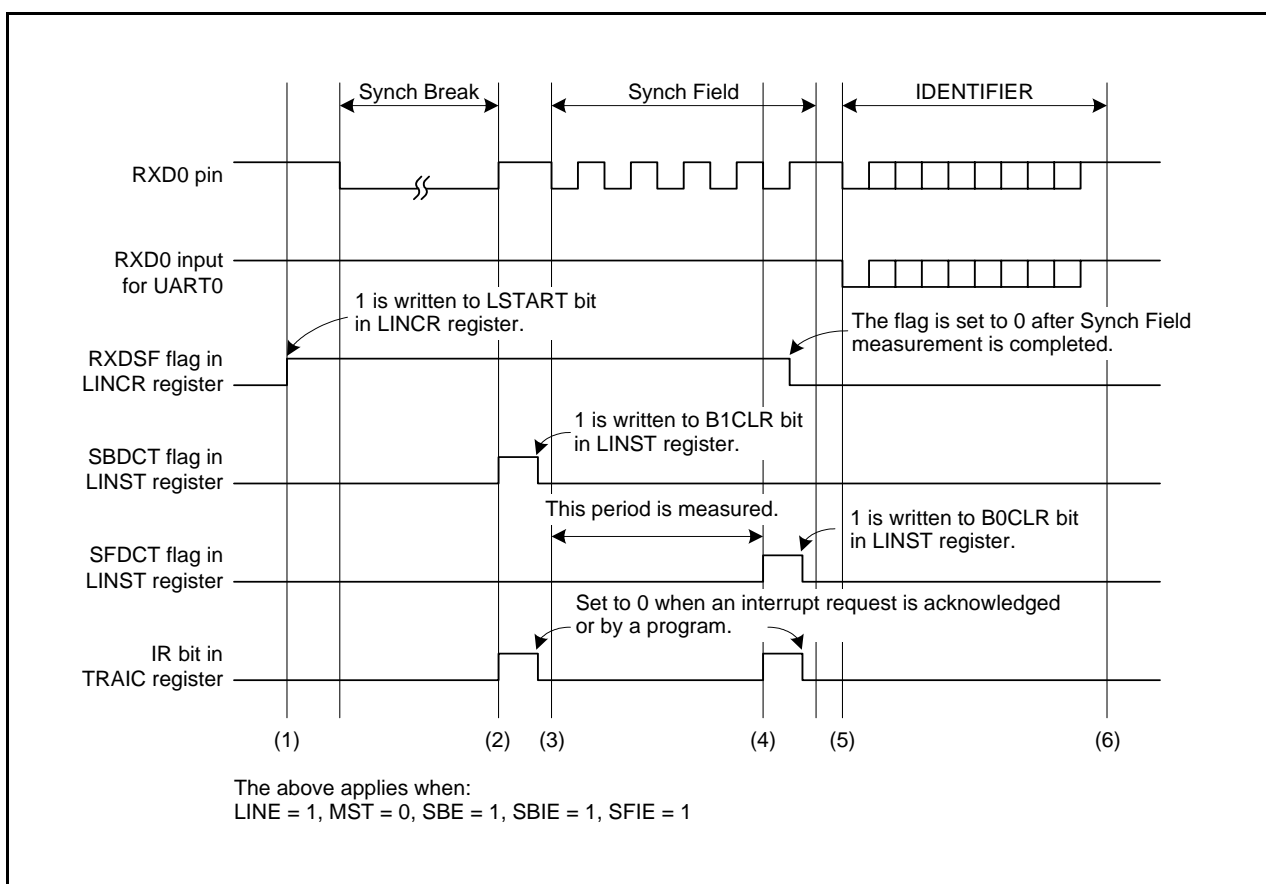 Synch Break
Synch Field
IDENTIFIER
RXD0 pin
RXD0 input
for UART0
1 is written to LSTART bit
in LINCR register.
The flag is set to 0 after Synch Field
measurement is completed.
RXDSF flag in
LINCR register
1 is written to B1CLR bit
in LINST register.
SBDCT flag in
LINST register
This period is measured.
1 is written to B0CLR bit
in LINST register.
SFDCT flag in
LINST register
Set to 0 when an interrupt request is acknowledged
or by a program.
IR bit in
TRAIC register
(1)
(2)
(3)
(4)
(5)
(6)
The above applies when:
LINE = 1, MST = 0, SBE = 1, SBIE = 1, SFIE = 1